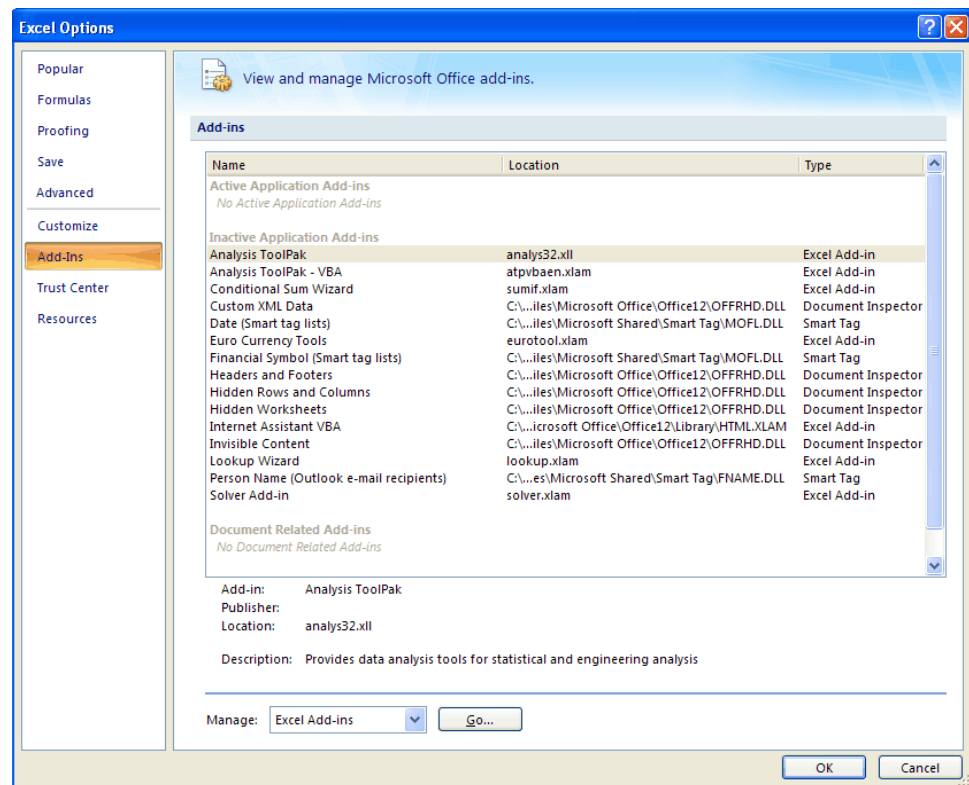 Excel Options
Popular
Formulas
Proofing
Save
Advanced
Customize
Add-Ins
Trust Center
Resources
View and manage Microsoft Office add-ins.
Add-ins
Name Location Type
Active Application Add-ins
No Active Application Add-ins
Inactive Application Add-ins
Analysis ToolPak analys32.xll Excel Add-in
Analysis ToolPak - VBA atpvbaen.xlam Excel Add-in
Conditional Sum Wizard sumif.xlam Excel Add-in
Custom XML Data C:\...iles\Microsoft Office\Office12\OFFRHD.DLL Document Inspector
Date (Smart tag lists) C:\...iles\Microsoft Shared\Smart Tag\MOFL.DLL Smart Tag
Euro Currency Tools eurotool.xlam Excel Add-in
Financial Symbol (Smart tag lists) C:\...iles\Microsoft Shared\Smart Tag\MOFL.DLL Smart Tag
Headers and Footers C:\...iles\Microsoft Office\Office12\OFFRHD.DLL Document Inspector
Hidden Rows and Columns C:\...iles\Microsoft Office\Office12\OFFRHD.DLL Document Inspector
Hidden Worksheets C:\...iles\Microsoft Office\Office12\OFFRHD.DLL Document Inspector
Internet Assistant VBA C:\...icrosoft Office\Office12\Library\HTML.XLAM Excel Add-in
Invisible Content C:\...iles\Microsoft Office\Office12\OFFRHD.DLL Document Inspector
Lookup Wizard lookup.xlam Excel Add-in
Person Name (Outlook e-mail recipients) C:\...es\Microsoft Shared\Smart Tag\FNAME.DLL Smart Tag
Solver Add-in solver.xlam Excel Add-in
Document Related Add-ins
No Document Related Add-ins
Add-in: Analysis ToolPak
Publisher:
Location: analys32.xll
Description: Provides data analysis tools for statistical and engineering analysis
Manage: Excel Add-ins Go...
OK Cancel